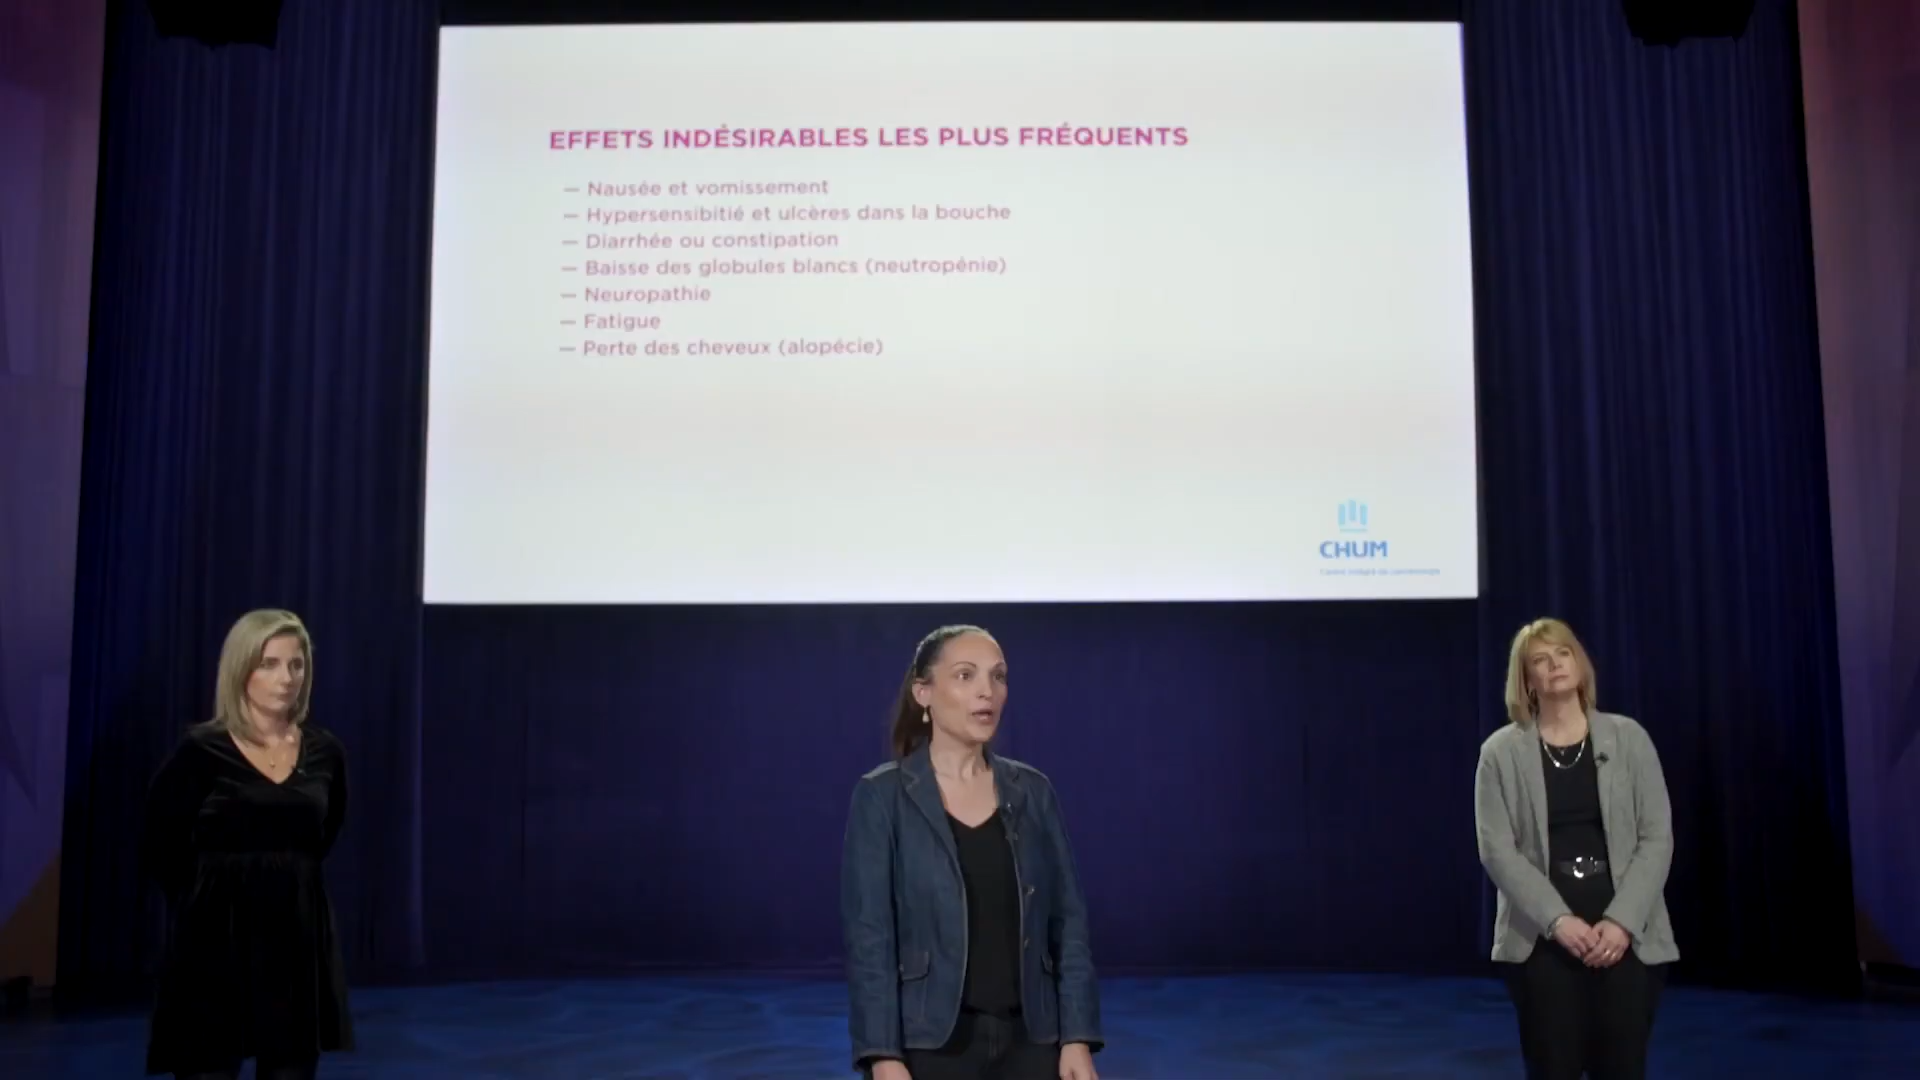 EFFETS INDÉSIRABLES LES PLUS FRÉQUENTS
— Nausée et vomissement
— Hypersensibitié et ulcères dans la bouche
— Diarrhée ou constipation
— Baisse des globules blancs (neutropénie)
— Neuropathie
— Fatigue
— Perte des cheveux (alopécie)
CHUM